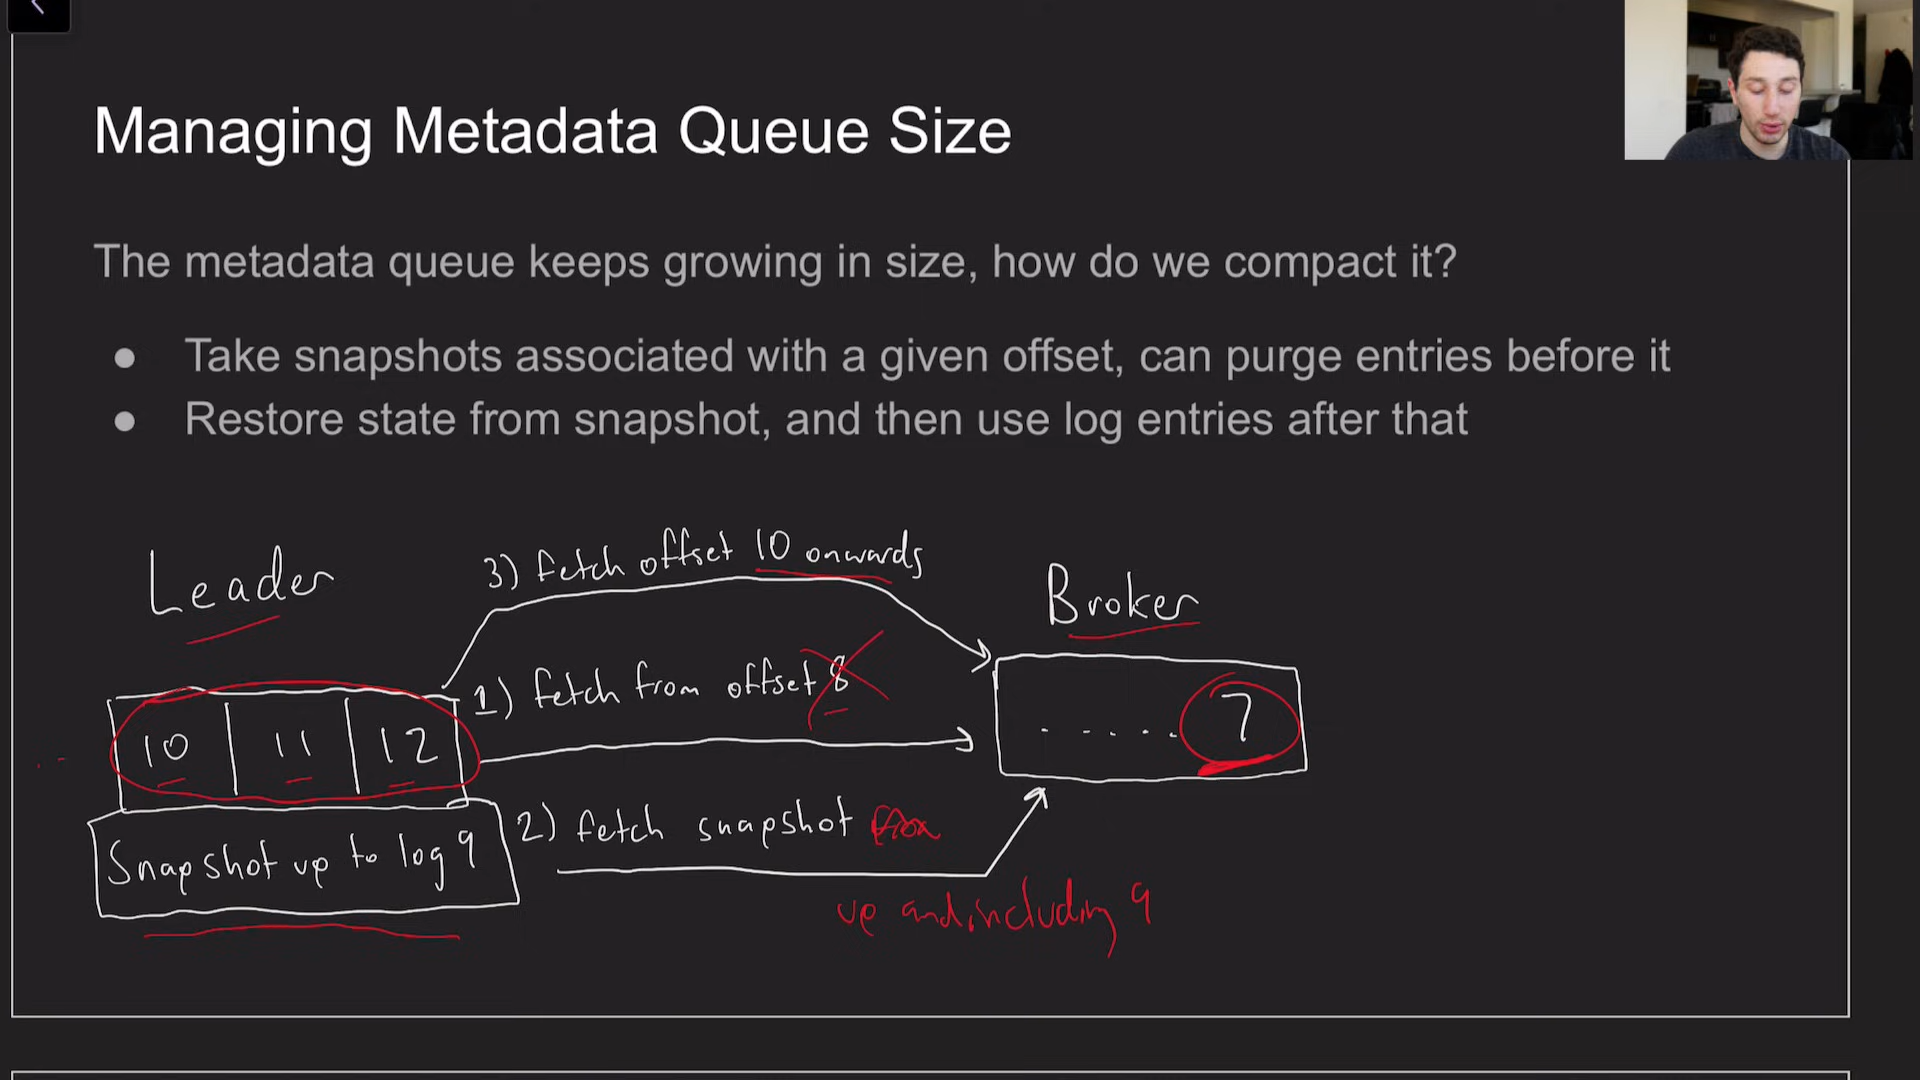 Managing Metadata Queue Size
The metadata queue keeps growing in size, how do we compact it?
● Take snapshots associated with a given offset, can purge entries before it
● Restore state from snapshot, and then use log entries after that
Leader
3) fetch offset 10 onwards
Broker
1) fetch from offset 8
10 11 12
. . . . . 7
2) fetch snapshot
Snapshot up to log 9
up and including 9